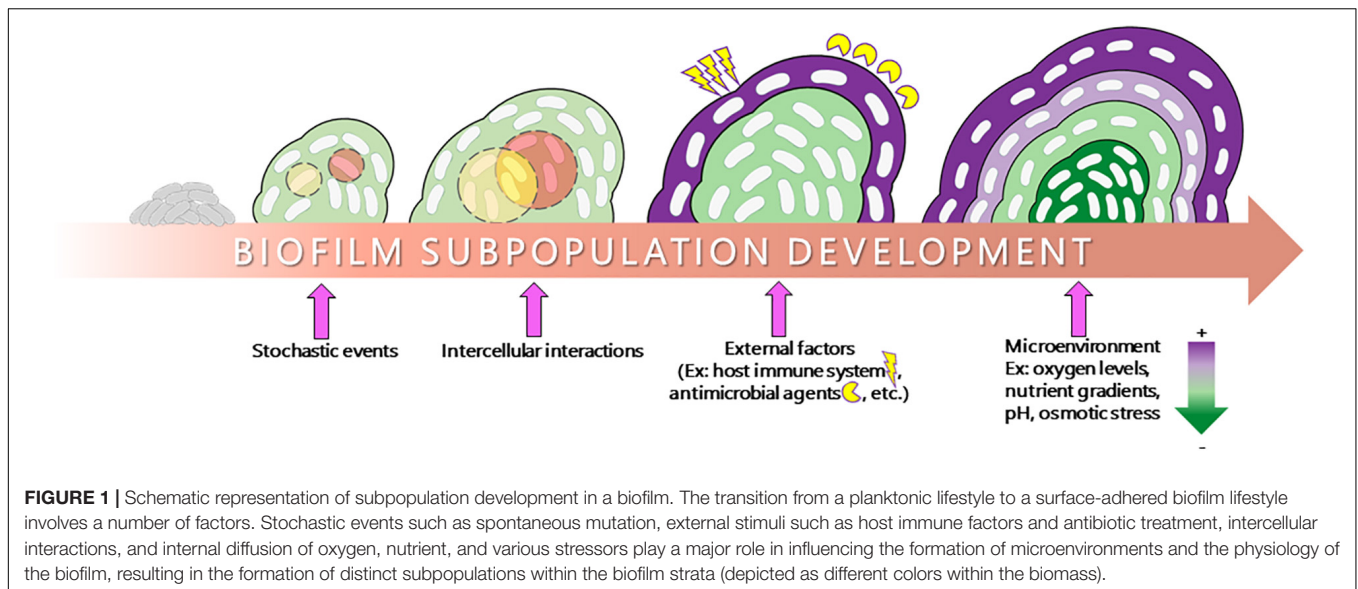 BIOFILM SUBPOPULATION DEVELOPMENT
Stochastic events
Intercellular interactions
External factors
(Ex: host immune system,
antimicrobial agents, etc.)
Microenvironment
Ex: oxygen levels,
nutrient gradients,
pH, osmotic stress
+
-
FIGURE 1 | Schematic representation of subpopulation development in a biofilm. The transition from a planktonic lifestyle to a surface-adhered biofilm lifestyle
involves a number of factors. Stochastic events such as spontaneous mutation, external stimuli such as host immune factors and antibiotic treatment, intercellular
interactions, and internal diffusion of oxygen, nutrient, and various stressors play a major role in influencing the formation of microenvironments and the physiology of
the biofilm, resulting in the formation of distinct subpopulations within the biofilm strata (depicted as different colors within the biomass).